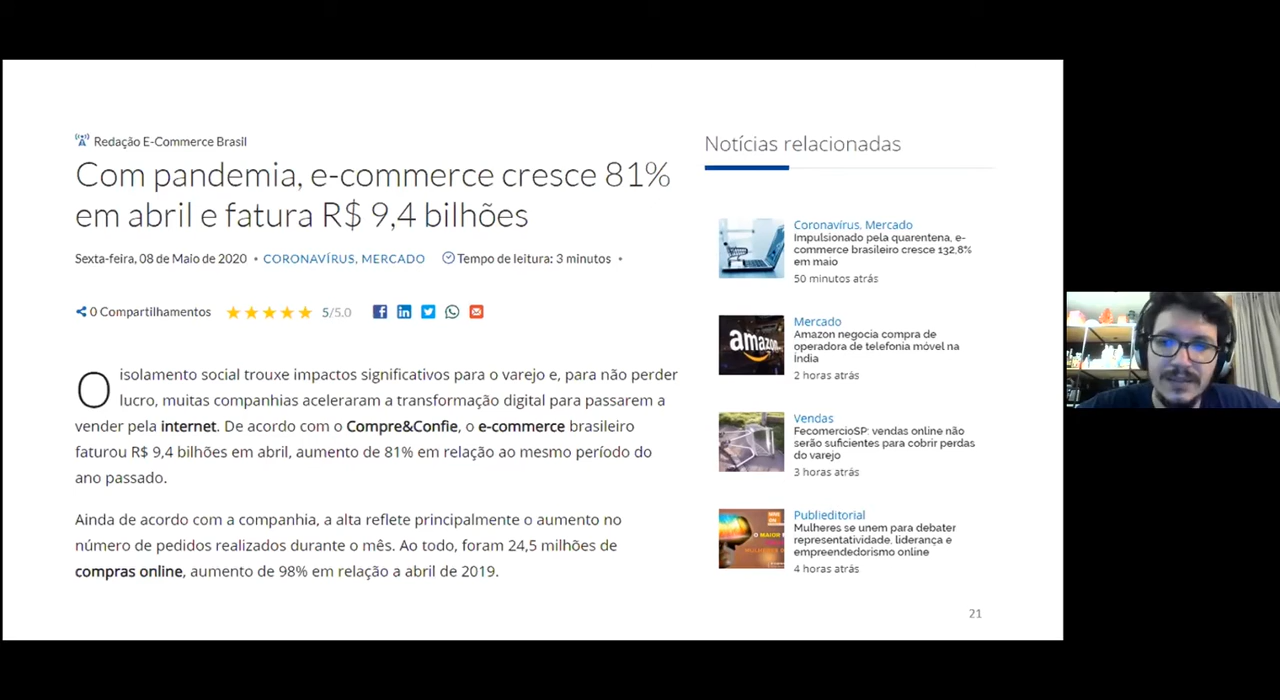 Redação E-Commerce Brasil
Com pandemia, e-commerce cresce 81%
em abril e fatura R$ 9,4 bilhões
Sexta-feira, 08 de Maio de 2020 • CORONAVÍRUS, MERCADO Tempo de leitura: 3 minutos •
0 Compartilhamentos 5/5.0
O isolamento social trouxe impactos significativos para o varejo e, para não perder
lucro, muitas companhias aceleraram a transformação digital para passarem a
vender pela internet. De acordo com o Compre&Confie, o e-commerce brasileiro
faturou R$ 9,4 bilhões em abril, aumento de 81% em relação ao mesmo período do
ano passado.
Ainda de acordo com a companhia, a alta reflete principalmente o aumento no
número de pedidos realizados durante o mês. Ao todo, foram 24,5 milhões de
compras online, aumento de 98% em relação a abril de 2019.
Notícias relacionadas
Coronavírus, Mercado
Impulsionado pela quarentena, e-
commerce brasileiro cresce 132,8%
em maio
50 minutos atrás
amazon
Mercado
Amazon negocia compra de
operadora de telefonia móvel na
Índia
2 horas atrás
Vendas
FecomercioSP: vendas online não
serão suficientes para cobrir perdas
do varejo
3 horas atrás
O MAIOR
Publieditorial
Mulheres se unem para debater
representatividade, liderança e
empreendedorismo online
4 horas atrás
21